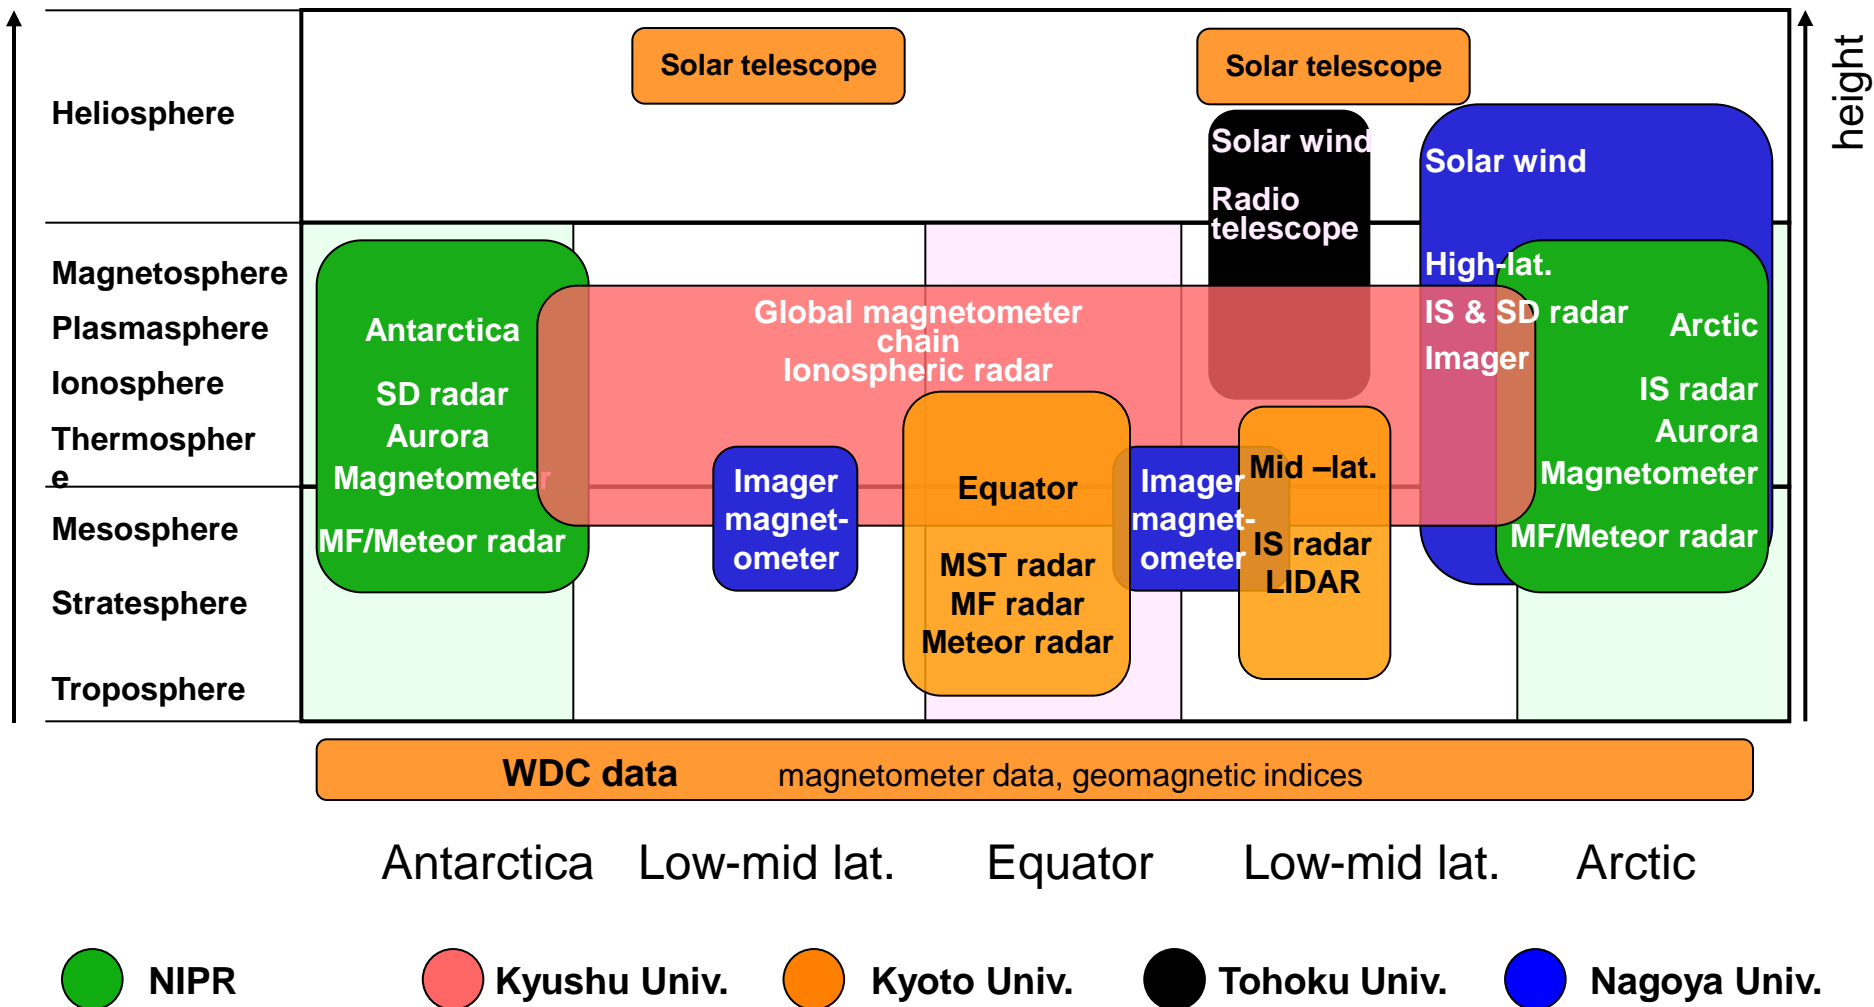 Solar telescope
Solar telescope
height
Heliosphere
Solar wind
Radio
telescope
Solar wind
High-lat.
IS & SD radar
Imager
Magnetosphere
Plasmasphere
Ionosphere
Thermospher
e
Mesosphere
Stratesphere
Troposphere
Antarctica
SD radar
Aurora
Magnetometer
MF/Meteor radar
Global magnetometer
chain
Ionospheric radar
Imager
magnet-
ometer
Equator
MST radar
MF radar
Meteor radar
Imager
magnet-
ometer
Mid –lat.
IS radar
LIDAR
Arctic
IS radar
Aurora
Magnetometer
MF/Meteor radar
WDC data magnetometer data, geomagnetic indices
Antarctica Low-mid lat. Equator Low-mid lat. Arctic
NIPR Kyushu Univ. Kyoto Univ. Tohoku Univ. Nagoya Univ.